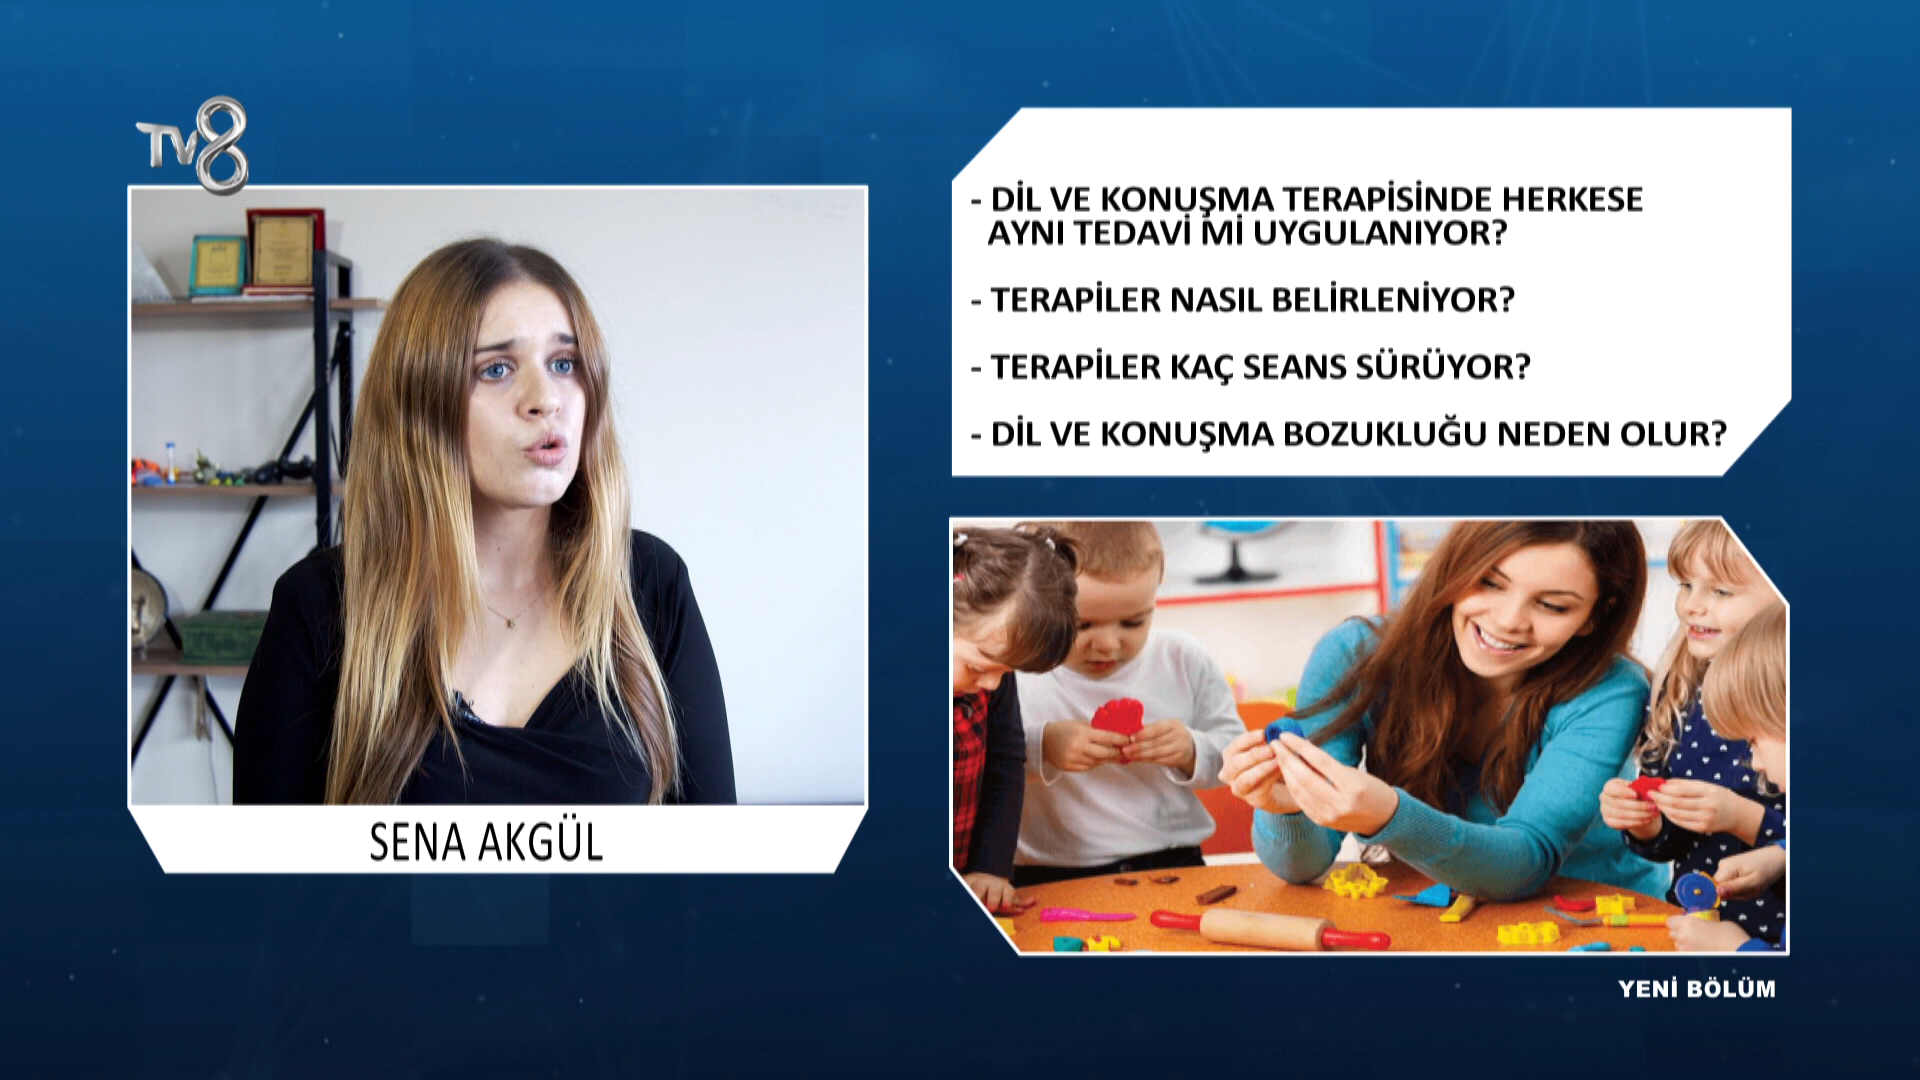 TV8
- DİL VE KONUŞMA TERAPİSİNDE HERKESE
AYNI TEDAVİ Mİ UYGULANIYOR?
- TERAPİLER NASIL BELİRLENİYOR?
- TERAPİLER KAÇ SEANS SÜRÜYOR?
- DİL VE KONUŞMA BOZUKLUĞU NEDEN OLUR?
SENA AKGÜL
YENİ BÖLÜM